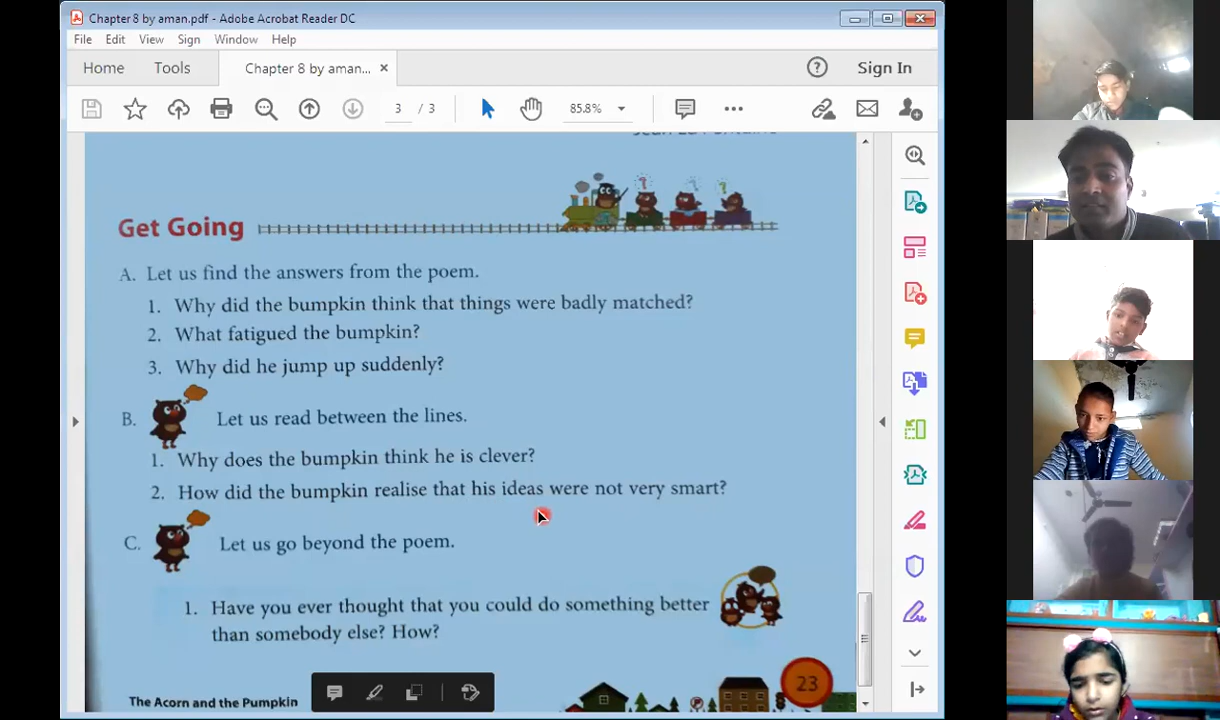 Chapter 8 by aman.pdf - Adobe Acrobat Reader DC
File Edit View Sign Window Help
Home Tools Chapter 8 by aman... × Sign In
3 / 3 85.8%
Get Going
A. Let us find the answers from the poem.
1. Why did the bumpkin think that things were badly matched?
2. What fatigued the bumpkin?
3. Why did he jump up suddenly?
B. Let us read between the lines.
1. Why does the bumpkin think he is clever?
2. How did the bumpkin realise that his ideas were not very smart?
C. Let us go beyond the poem.
1. Have you ever thought that you could do something better
than somebody else? How?
The Acorn and the Pumpkin
23